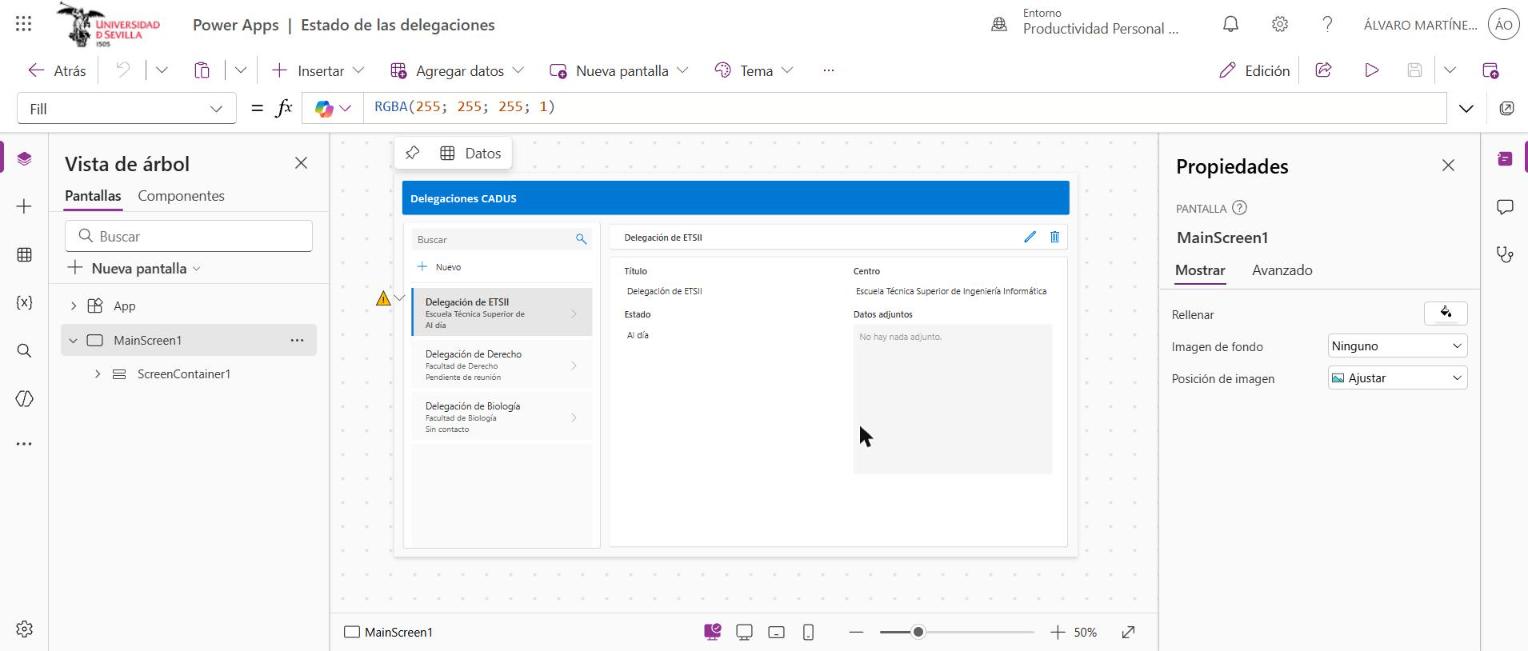 UNIVERSIDAD
D SEVILLA
1505
Power Apps | Estado de las delegaciones
Entorno
Productividad Personal ...
?
ÁLVARO MARTÍNE...
ÁO
Atrás
Insertar
Agregar datos
Nueva pantalla
Tema
...
Edición
Fill
= fx
RGBA(255; 255; 255; 1)
Vista de árbol
Pantallas
Componentes
Buscar
Nueva pantalla
App
MainScreen1
...
ScreenContainer1
{x}
Datos
Delegaciones CADUS
Buscar
Nuevo
Delegación de ETSII
Escuela Técnica Superior de
Al día
Delegación de Derecho
Facultad de Derecho
Pendiente de reunión
Delegación de Biología
Facultad de Biología
Sin contacto
Delegación de ETSII
Título
Delegación de ETSII
Centro
Escuela Técnica Superior de Ingeniería Informática
Estado
Al día
Datos adjuntos
No hay nada adjunto.
MainScreen1
50%
Propiedades
PANTALLA ?
MainScreen1
Mostrar
Avanzado
Rellenar
Imagen de fondo
Ninguno
Posición de imagen
Ajustar